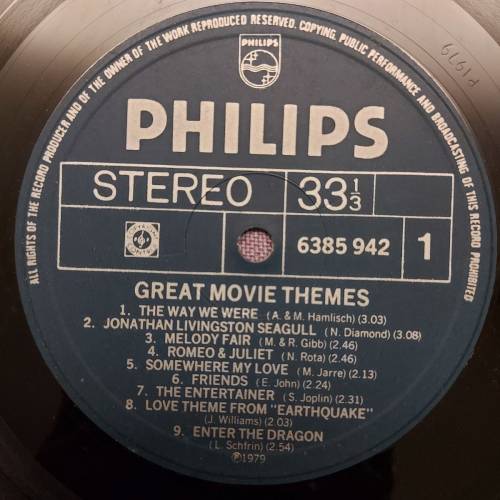 ALL RIGHTS OF THE RECORD PRODUCER AND OF THE OWNER OF THE WORK REPRODUCED RESERVED. COPYING, PUBLIC PERFORMANCE AND BROADCASTING OF THIS RECORD PROHIBITED
PHILIPS
PHILIPS
STEREO 33 1/3
6385 942 1
GREAT MOVIE THEMES
1. THE WAY WE WERE (A. & M. Hamlisch) (3.03)
2. JONATHAN LIVINGSTON SEAGULL (N. Diamond) (3.08)
3. MELODY FAIR (M. & R. Gibb) (2.46)
4. ROMEO & JULIET (N. Rota) (2.46)
5. SOMEWHERE MY LOVE (M. Jarre) (2.13)
6. FRIENDS (E. John) (2.24)
7. THE ENTERTAINER (S. Joplin) (2.31)
8. LOVE THEME FROM "EARTHQUAKE"
(J. Williams) (2.03)
9. ENTER THE DRAGON
(L. Schfrin) (2.54)
℗1979